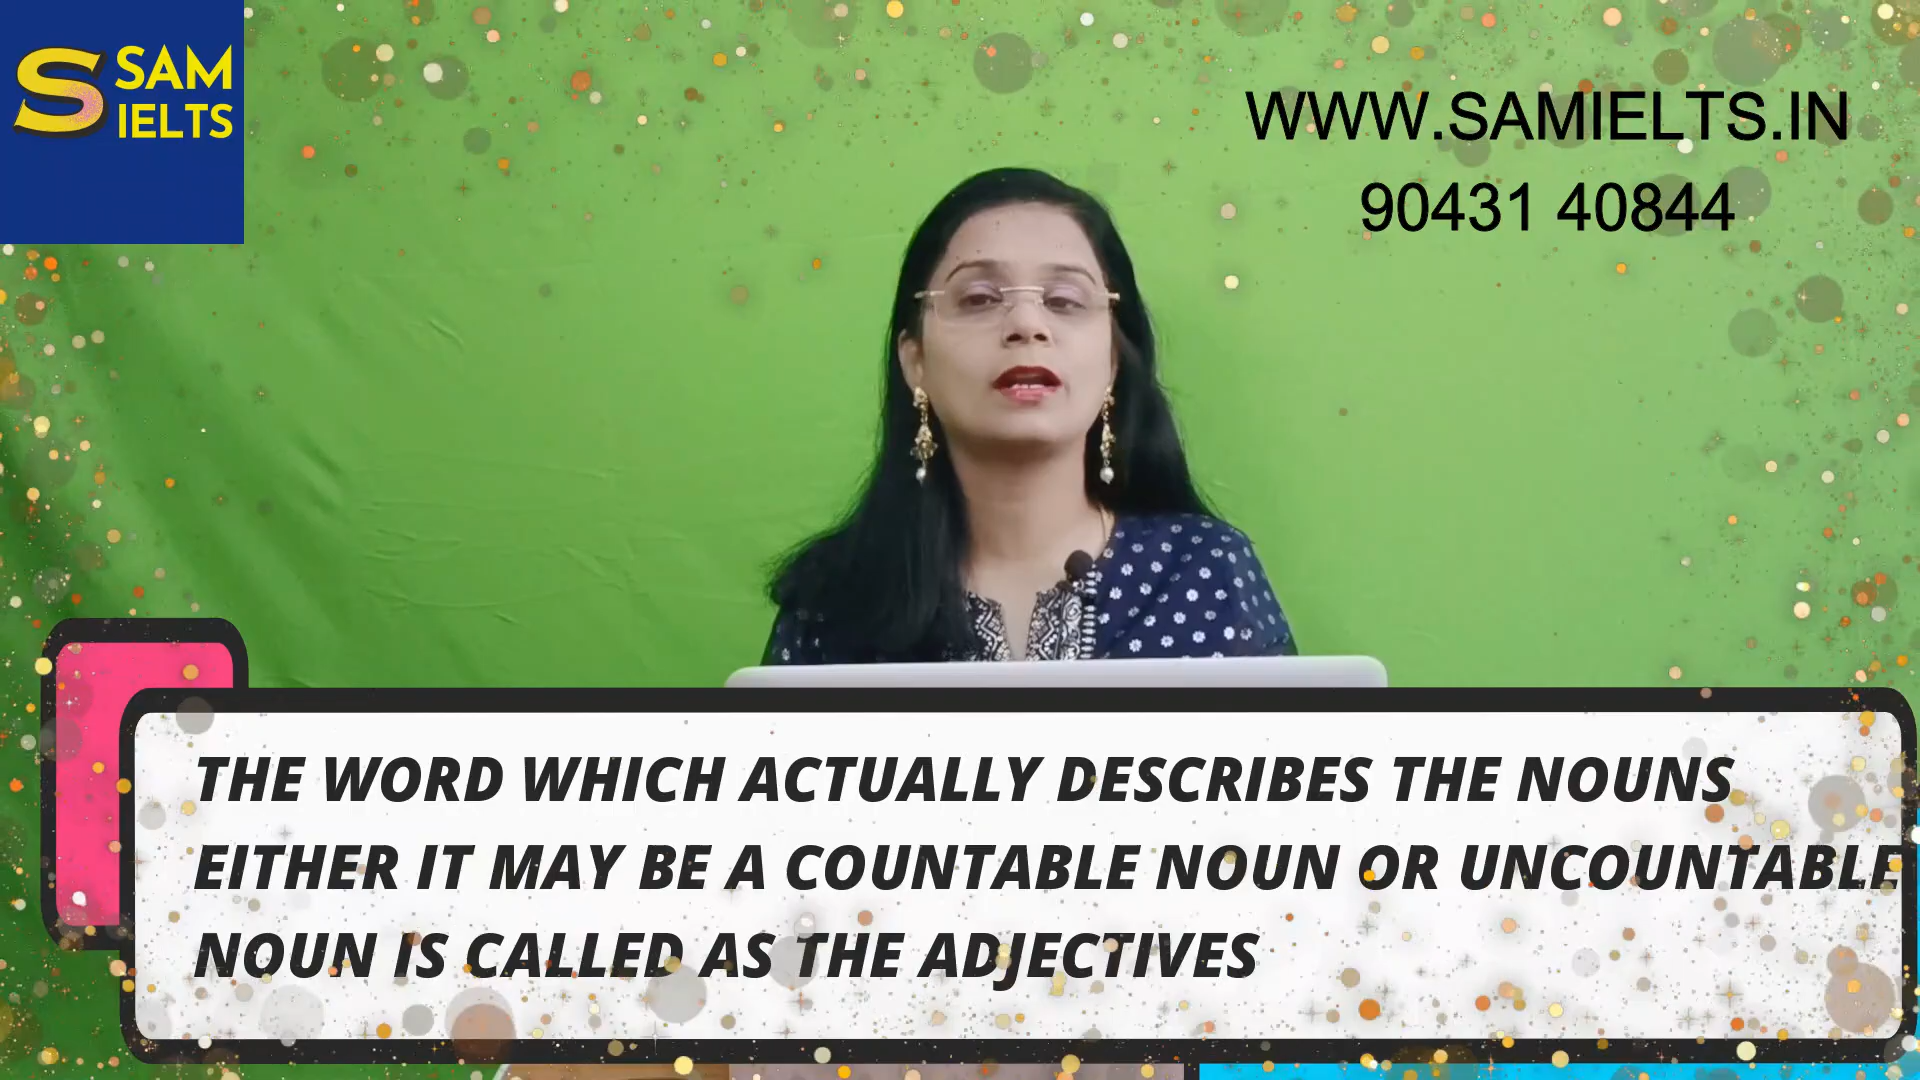 S SAM
IELTS
WWW.SAMIELTS.IN
90431 40844
THE WORD WHICH ACTUALLY DESCRIBES THE NOUNS
EITHER IT MAY BE A COUNTABLE NOUN OR UNCOUNTABLE
NOUN IS CALLED AS THE ADJECTIVES